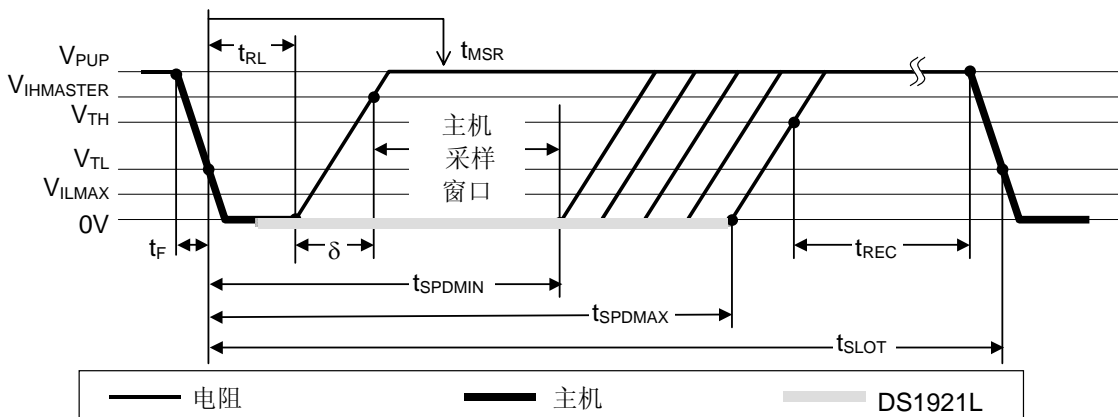 V_PUP
V_IHMASTER
V_TH
V_TL
V_ILMAX
0V
t_RL
t_MSR
主机
采样
窗口
t_F
δ
t_REC
t_SPDMIN
t_SPDMAX
t_SLOT
电阻
主机
DS1921L